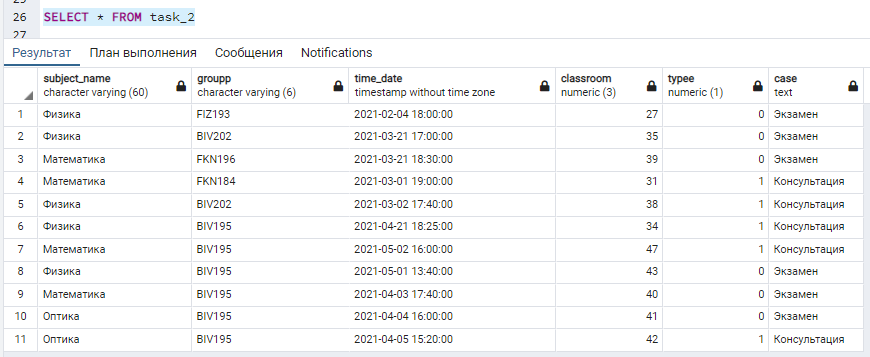 26 SELECT * FROM task_2
27
Результат План выполнения Сообщения Notifications
subject_name groupp time_date classroom typee case
character varying (60) character varying (6) timestamp without time zone numeric (3) numeric (1) text
1 Физика FIZ193 2021-02-04 18:00:00 27 0 Экзамен
2 Физика BIV202 2021-03-21 17:00:00 35 0 Экзамен
3 Математика FKN196 2021-03-21 18:30:00 39 0 Экзамен
4 Математика FKN184 2021-03-01 19:00:00 31 1 Консультация
5 Физика BIV202 2021-03-02 17:40:00 38 1 Консультация
6 Физика BIV195 2021-04-21 18:25:00 34 1 Консультация
7 Математика BIV195 2021-05-02 16:00:00 47 1 Консультация
8 Физика BIV195 2021-05-01 13:40:00 43 0 Экзамен
9 Математика BIV195 2021-04-03 17:40:00 40 0 Экзамен
10 Оптика BIV195 2021-04-04 16:00:00 41 0 Экзамен
11 Оптика BIV195 2021-04-05 15:20:00 42 1 Консультация